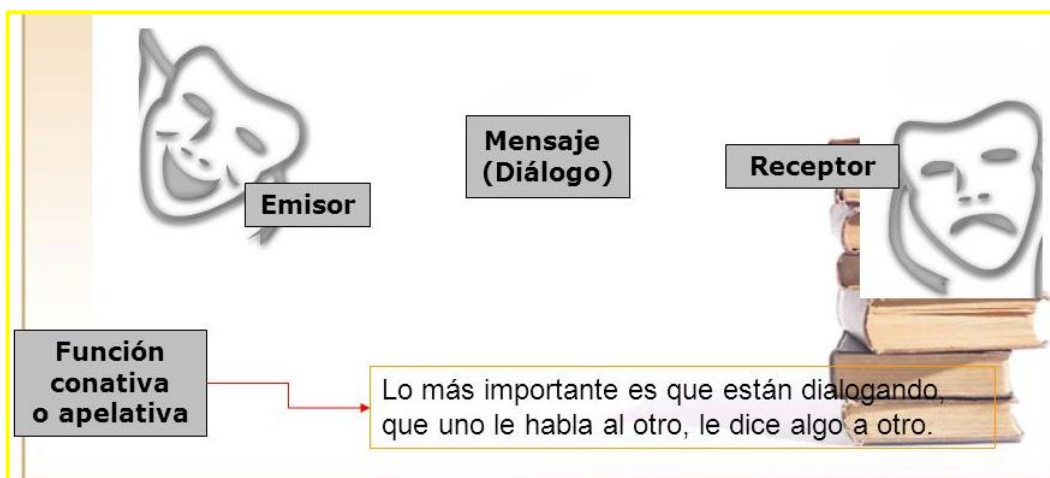 Mensaje
(Diálogo)
Receptor
Emisor
Función
conativa
o apelativa
Lo más importante es que están dialogando,
que uno le habla al otro, le dice algo a otro.